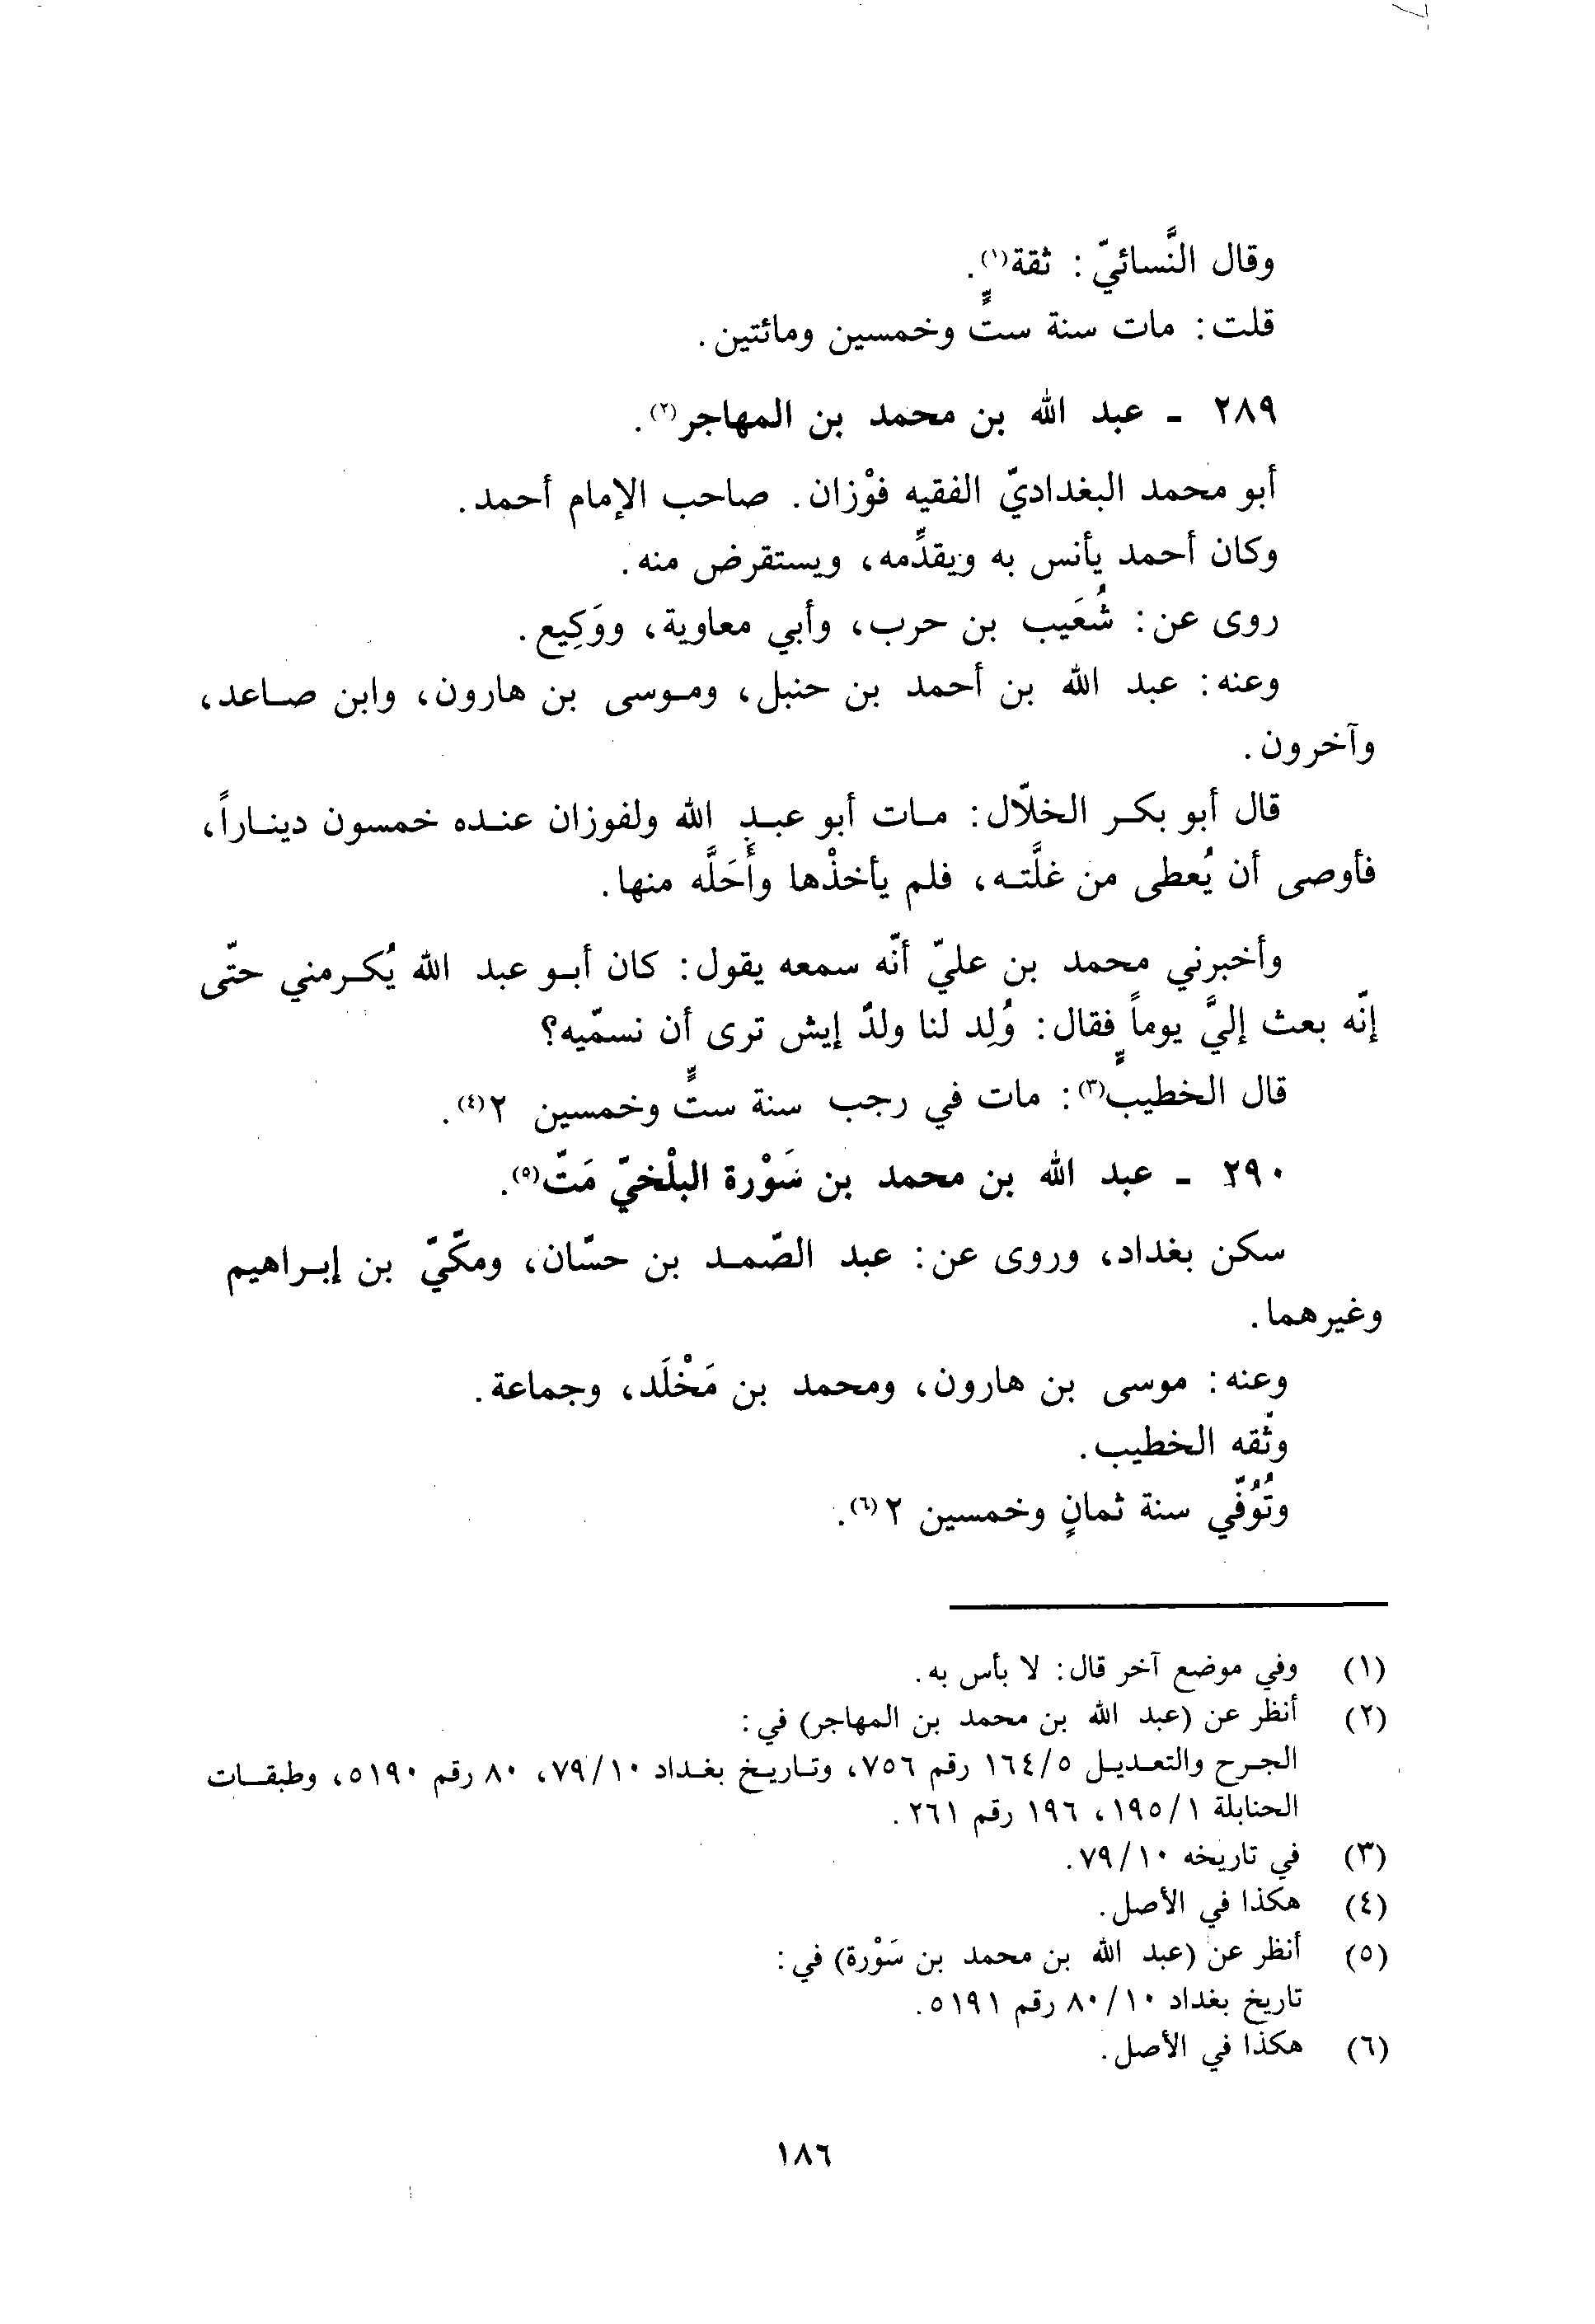 وقال النَّسائيّ: ثقة(١).
قلت: مات سنة ستٍّ وخمسين ومائتين.
٢٨٩ - عبد الله بن محمد بن المهاجر(٢).
أبو محمد البغداديّ الفقيه فوْزان. صاحب الإمام أحمد.
وكان أحمد يأنس به ويقدِّمه، ويستقرض منه.
روى عن: شُعَيب بن حرب، وأبي معاوية، ووَكِيع.
وعنه: عبد الله بن أحمد بن حنبل، وموسى بن هارون، وابن صاعد،
وآخرون.
قال أبو بكر الخلّال: مات أبو عبد الله ولفوزان عنده خمسون ديناراً،
فأوصى أن يُعطى من غلَّته، فلم يأخذْها وأَحَلَّه منها.
وأخبرني محمد بن عليّ أنّه سمعه يقول: كان أبو عبد الله يُكرمني حتّى
إنّه بعث إليَّ يوماً فقال: وُلِد لنا ولدٌ إيش ترى أن نسمّيه؟
قال الخطيب(٣): مات في رجب سنة ستٍّ وخمسين ٢(٤).
٢٩٠ - عبد الله بن محمد بن سَوْرة البلْخيّ مَتّ(٥).
سكن بغداد، وروى عن: عبد الصّمد بن حسّان، ومكّيّ بن إبراهيم
وغيرهما.
وعنه: موسى بن هارون، ومحمد بن مَخْلَد، وجماعة.
وثّقه الخطيب.
وتُوُفّي سنة ثمانٍ وخمسين ٢(٦).
(١) وفي موضع آخر قال: لا بأس به.
(٢) أنظر عن (عبد الله بن محمد بن المهاجر) في:
الجرح والتعديل ١٦٤/٥ رقم ٧٥٦، وتاريخ بغداد ٧٩/١٠، ٨٠ رقم ٥١٩٠، وطبقات
الحنابلة ١٩٥/١، ١٩٦ رقم ٢٦١.
(٣) في تاريخه ٧٩/١٠.
(٤) هكذا في الأصل.
(٥) أنظر عن (عبد الله بن محمد بن سَوْرة) في:
تاريخ بغداد ٨٠/١٠ رقم ٥١٩١.
(٦) هكذا في الأصل.
١٨٦